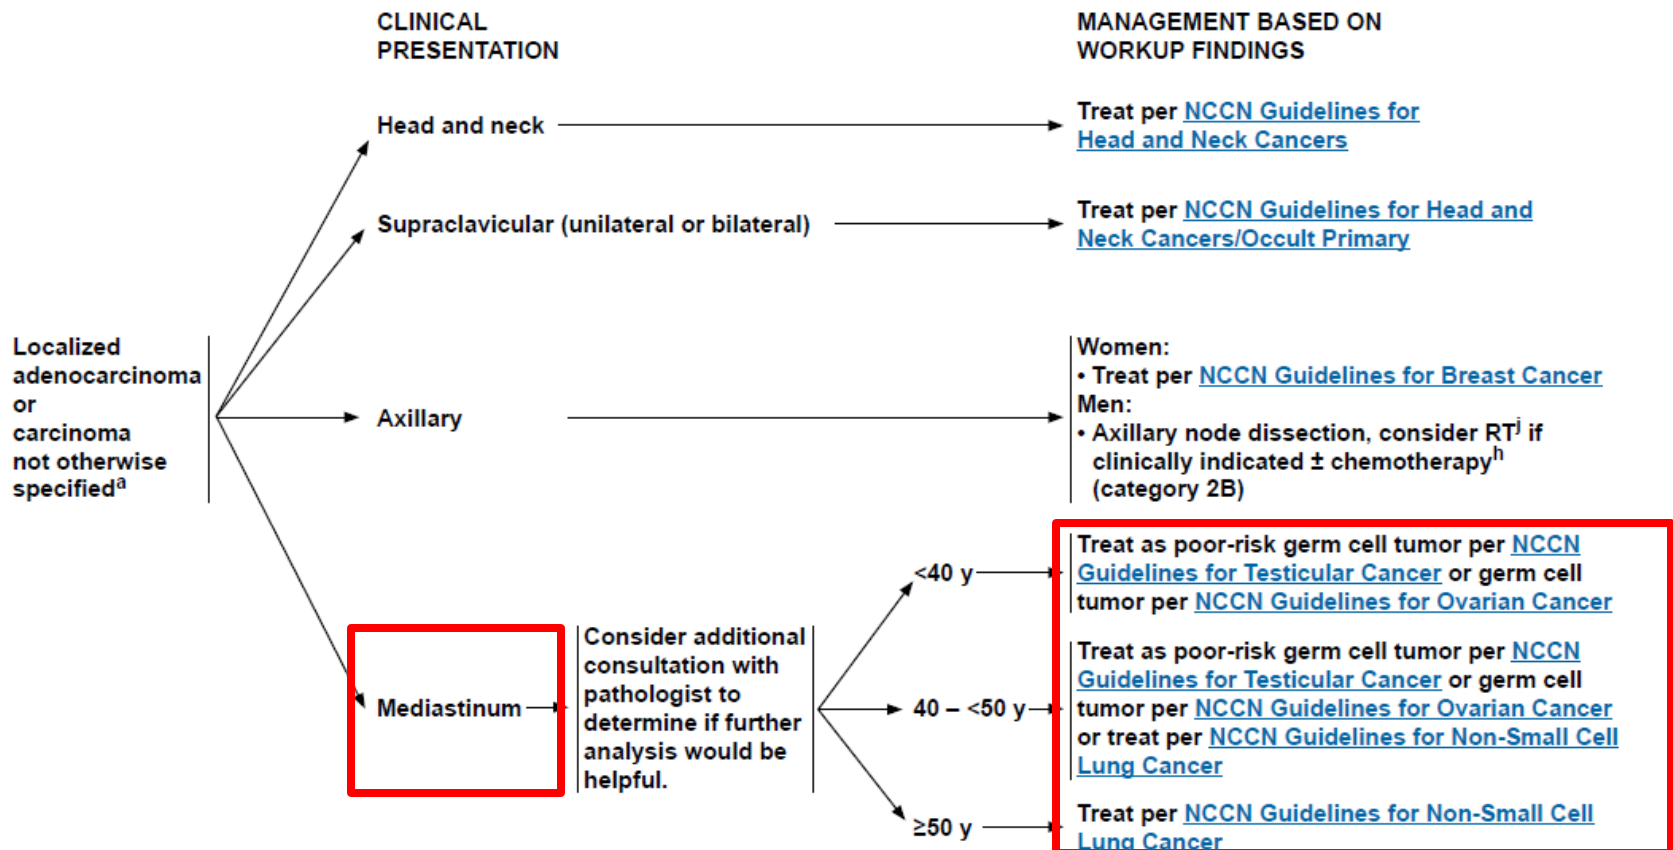 CLINICAL
PRESENTATION
MANAGEMENT BASED ON
WORKUP FINDINGS
Head and neck
Treat per NCCN Guidelines for
Head and Neck Cancers
Supraclavicular (unilateral or bilateral)
Treat per NCCN Guidelines for Head and
Neck Cancers/Occult Primary
Localized
adenocarcinoma
or
carcinoma
not otherwise
specifiedᵃ
Axillary
Women:
• Treat per NCCN Guidelines for Breast Cancer
Men:
• Axillary node dissection, consider RTʲ if
clinically indicated ± chemotherapyʰ
(category 2B)
Mediastinum
Consider additional
consultation with
pathologist to
determine if further
analysis would be
helpful.
<40 y
Treat as poor-risk germ cell tumor per NCCN
Guidelines for Testicular Cancer or germ cell
tumor per NCCN Guidelines for Ovarian Cancer
40 – <50 y
Treat as poor-risk germ cell tumor per NCCN
Guidelines for Testicular Cancer or germ cell
tumor per NCCN Guidelines for Ovarian Cancer
or treat per NCCN Guidelines for Non-Small Cell
Lung Cancer
≥50 y
Treat per NCCN Guidelines for Non-Small Cell
Lung Cancer